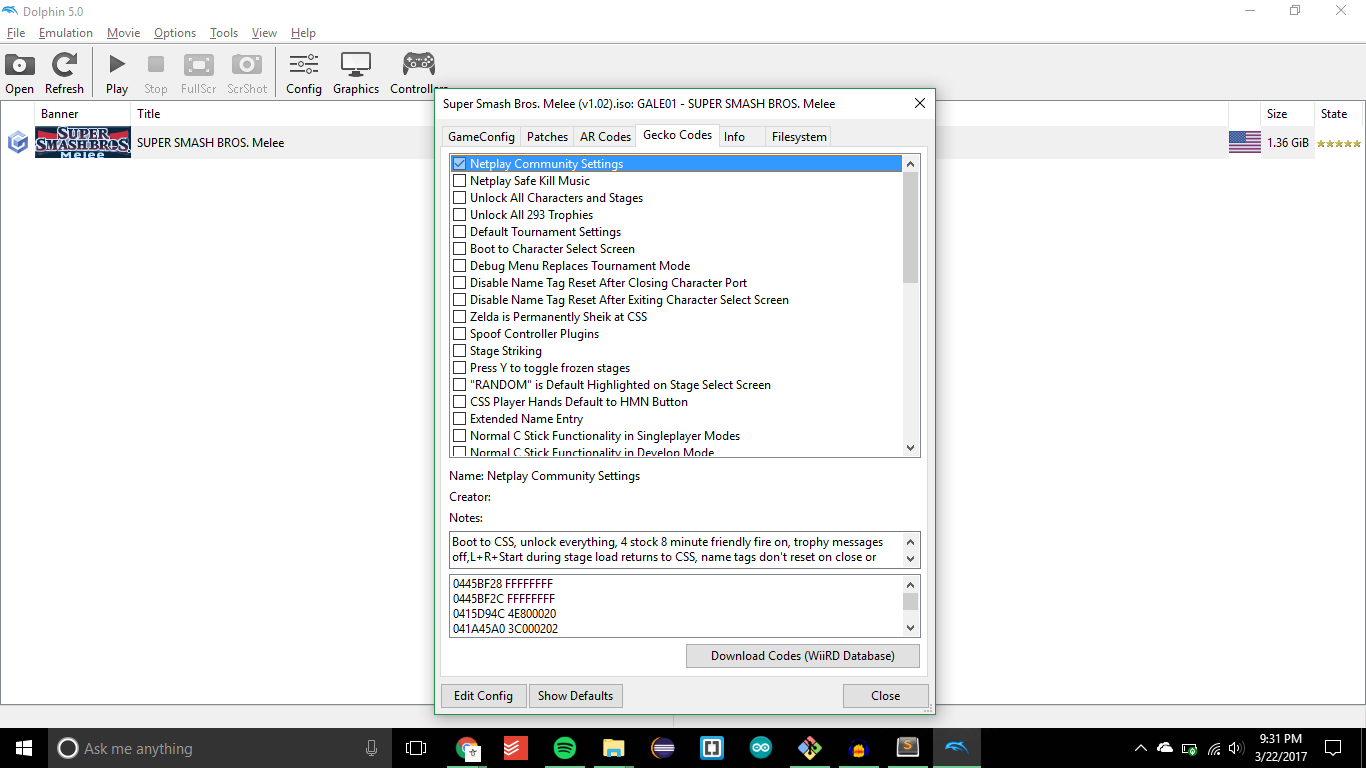 Dolphin 5.0
File Emulation Movie Options Tools View Help
Open Refresh Play Stop FullScr ScrShot Config Graphics Controllers
Super Smash Bros. Melee (v1.02).iso: GALE01 - SUPER SMASH BROS. Melee
Banner Title Size State
SUPER SMASH BROS. Melee
SUPER SMASH BROS. Melee 1.36 GiB
GameConfig Patches AR Codes Gecko Codes Info Filesystem
Netplay Community Settings
Netplay Safe Kill Music
Unlock All Characters and Stages
Unlock All 293 Trophies
Default Tournament Settings
Boot to Character Select Screen
Debug Menu Replaces Tournament Mode
Disable Name Tag Reset After Closing Character Port
Disable Name Tag Reset After Exiting Character Select Screen
Zelda is Permanently Sheik at CSS
Spoof Controller Plugins
Stage Striking
Press Y to toggle frozen stages
"RANDOM" is Default Highlighted on Stage Select Screen
CSS Player Hands Default to HMN Button
Extended Name Entry
Normal C Stick Functionality in Singleplayer Modes
Normal C Stick Functionality in Develop Mode
Name: Netplay Community Settings
Creator:
Notes:
Boot to CSS, unlock everything, 4 stock 8 minute friendly fire on, trophy messages
off,L+R+Start during stage load returns to CSS, name tags don't reset on close or
0445BF28 FFFFFFFF
0445BF2C FFFFFFFF
0415D94C 4E800020
041A45A0 3C000202
Download Codes (WiiRD Database)
Edit Config Show Defaults Close
Ask me anything
9:31 PM
3/22/2017